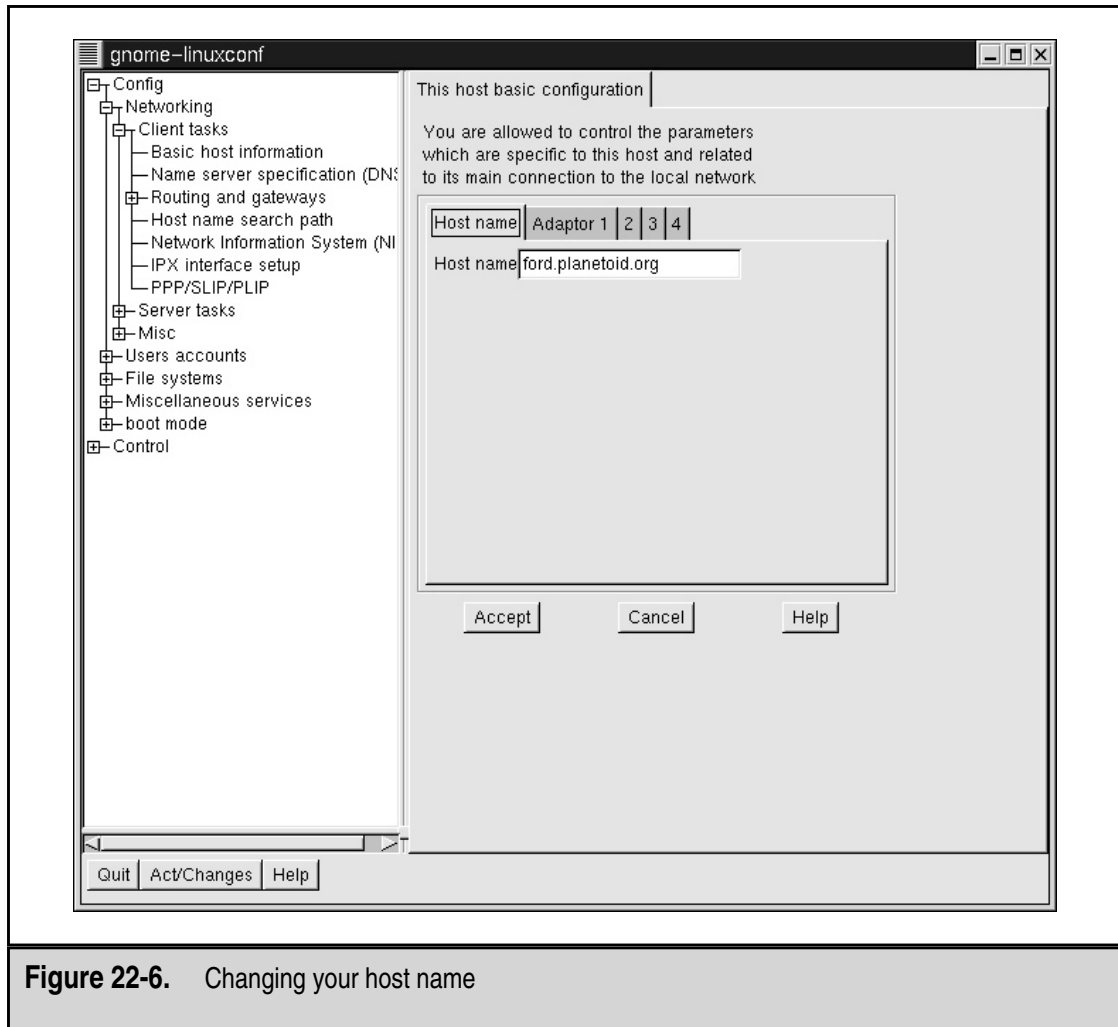 gnome-linuxconf
Config
Networking
Client tasks
Basic host information
Name server specification (DNS
Routing and gateways
Host name search path
Network Information System (NI
IPX interface setup
PPP/SLIP/PLIP
Server tasks
Misc
Users accounts
File systems
Miscellaneous services
boot mode
Control
This host basic configuration
You are allowed to control the parameters
which are specific to this host and related
to its main connection to the local network
Host name Adaptor 1 2 3 4
Host name ford.planetoid.org
Accept Cancel Help
Quit Act/Changes Help
Figure 22-6. Changing your host name